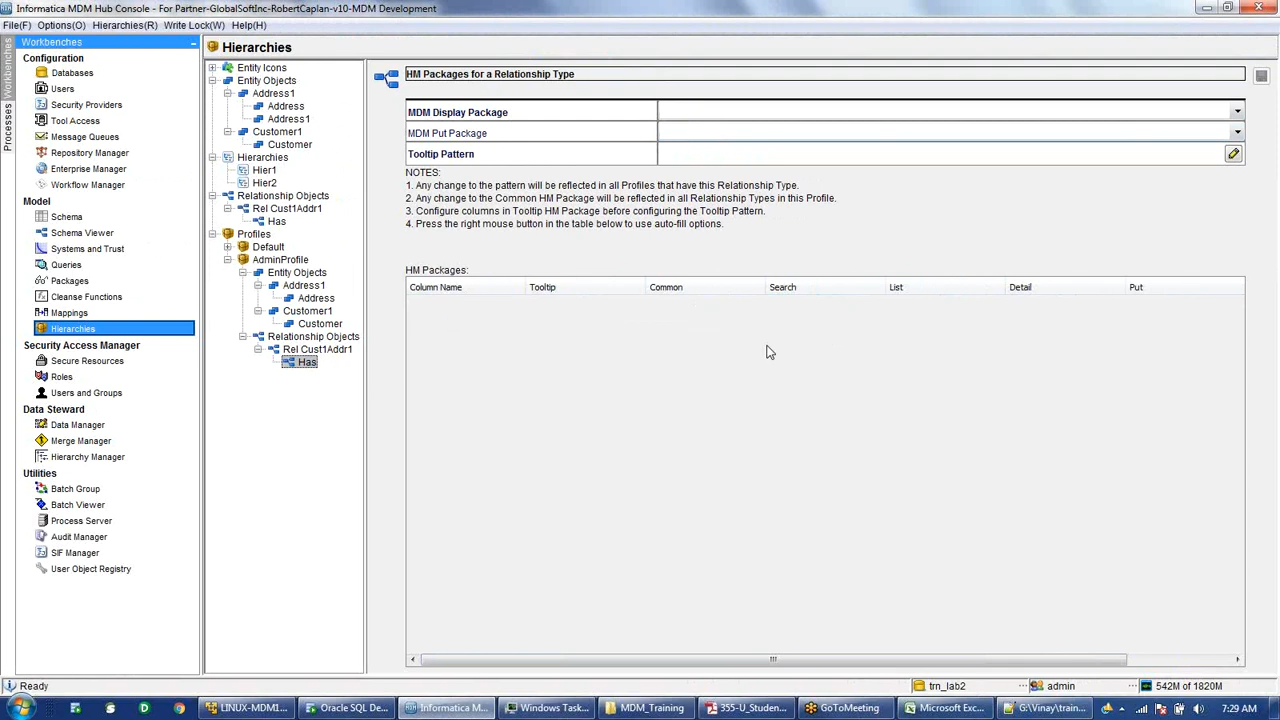 Informatica MDM Hub Console - For Partner-GlobalSoftInc-RobertCaplan-v10-MDM Development
File(F) Options(O) Hierarchies(R) Write Lock(W) Help(H)
Workbenches
Processes
Workbenches
Configuration
Databases
Users
Security Providers
Tool Access
Message Queues
Repository Manager
Enterprise Manager
Workflow Manager
Model
Schema
Schema Viewer
Systems and Trust
Queries
Packages
Cleanse Functions
Mappings
Hierarchies
Security Access Manager
Secure Resources
Roles
Users and Groups
Data Steward
Data Manager
Merge Manager
Hierarchy Manager
Utilities
Batch Group
Batch Viewer
Process Server
Audit Manager
SIF Manager
User Object Registry
Hierarchies
Entity Icons
Entity Objects
Address1
Address
Address1
Customer1
Customer
Hierarchies
Hier1
Hier2
Relationship Objects
Rel Cust1Addr1
Has
Profiles
Default
AdminProfile
Entity Objects
Address1
Address
Customer1
Customer
Relationship Objects
Rel Cust1Addr1
Has
HM Packages for a Relationship Type
MDM Display Package
MDM Put Package
Tooltip Pattern
NOTES:
1. Any change to the pattern will be reflected in all Profiles that have this Relationship Type.
2. Any change to the Common HM Package will be reflected in all Relationship Types in this Profile.
3. Configure columns in Tooltip HM Package before configuring the Tooltip Pattern.
4. Press the right mouse button in the table below to use auto-fill options.
HM Packages:
Column Name Tooltip Common Search List Detail Put
Ready trn_lab2 admin 542M of 1820M
LINUX-MDM1... Oracle SQL De... Informatica M... Windows Task... MDM_Training 355-U_Studen... GoToMeeting Microsoft Exc... G:\Vinay\train... 7:29 AM